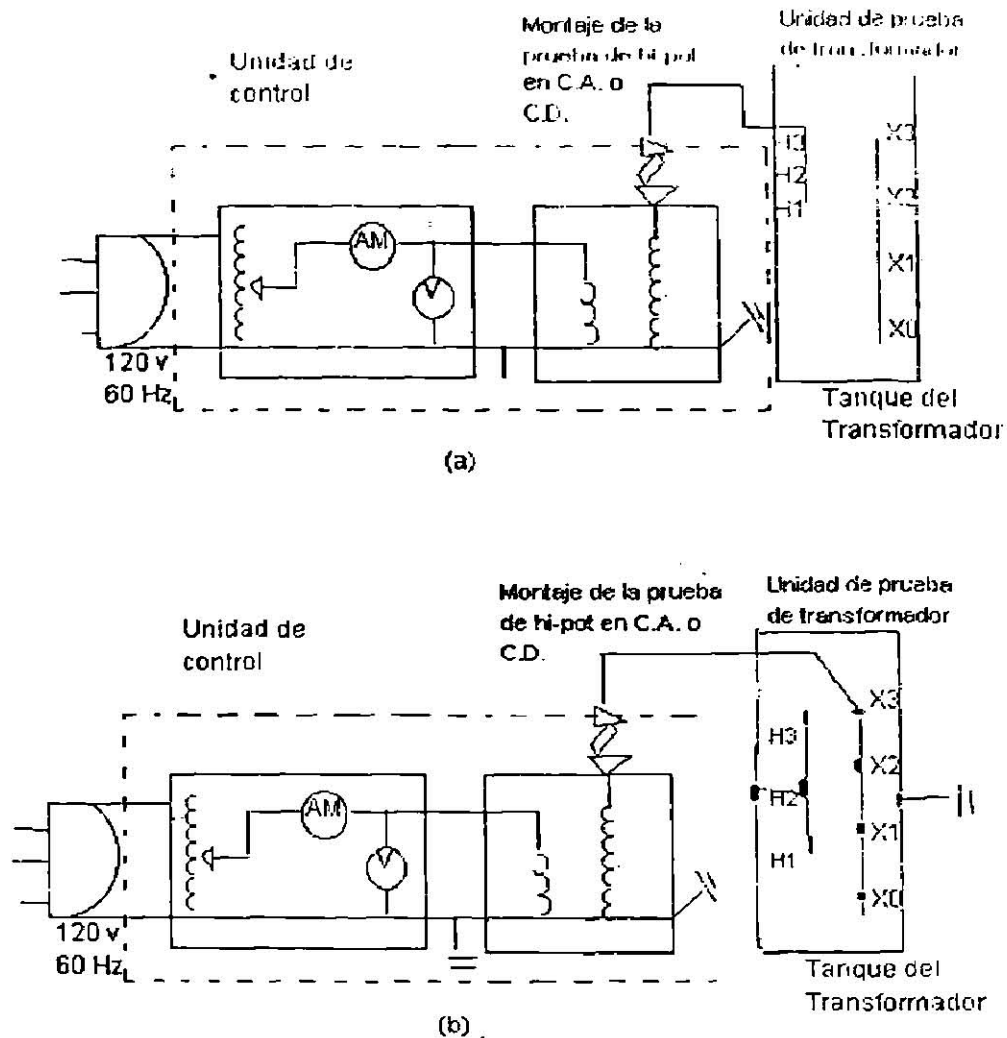 Montaje de la
prueba de hi-pot
en C.A. o
C.D.
Unidad de prueba
de transformador
Unidad de
control
H3
H2
H1
X3
X2
X1
X0
AM
V
120 v
60 Hz
Tanque del
Transformador
(a)
Montaje de la prueba
de hi-pot en C.A. o
C.D.
Unidad de prueba
de transformador
Unidad de
control
H3
H2
H1
X3
X2
X1
X0
AM
V
120 v
60 Hz
Tanque del
Transformador
(b)